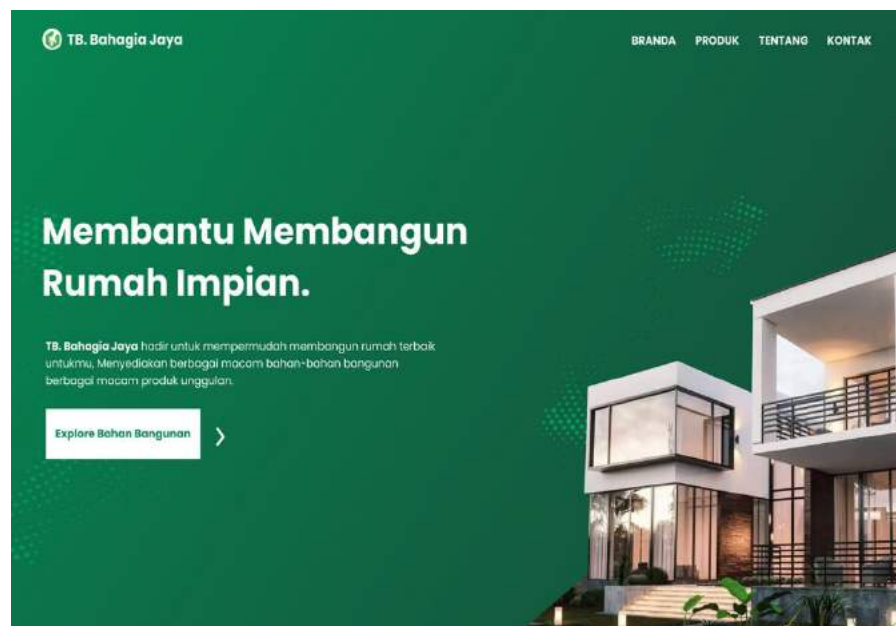 TB. Bahagia Jaya
BRANDA PRODUK TENTANG KONTAK
Membantu Membangun
Rumah Impian.
TB. Bahagia Jaya hadir untuk mempermudah membangun rumah terbaik
untukmu, Menyediakan berbagai macam bahan-bahan bangunan
berbagai macam produk unggulan.
Explore Bahan Bangunan